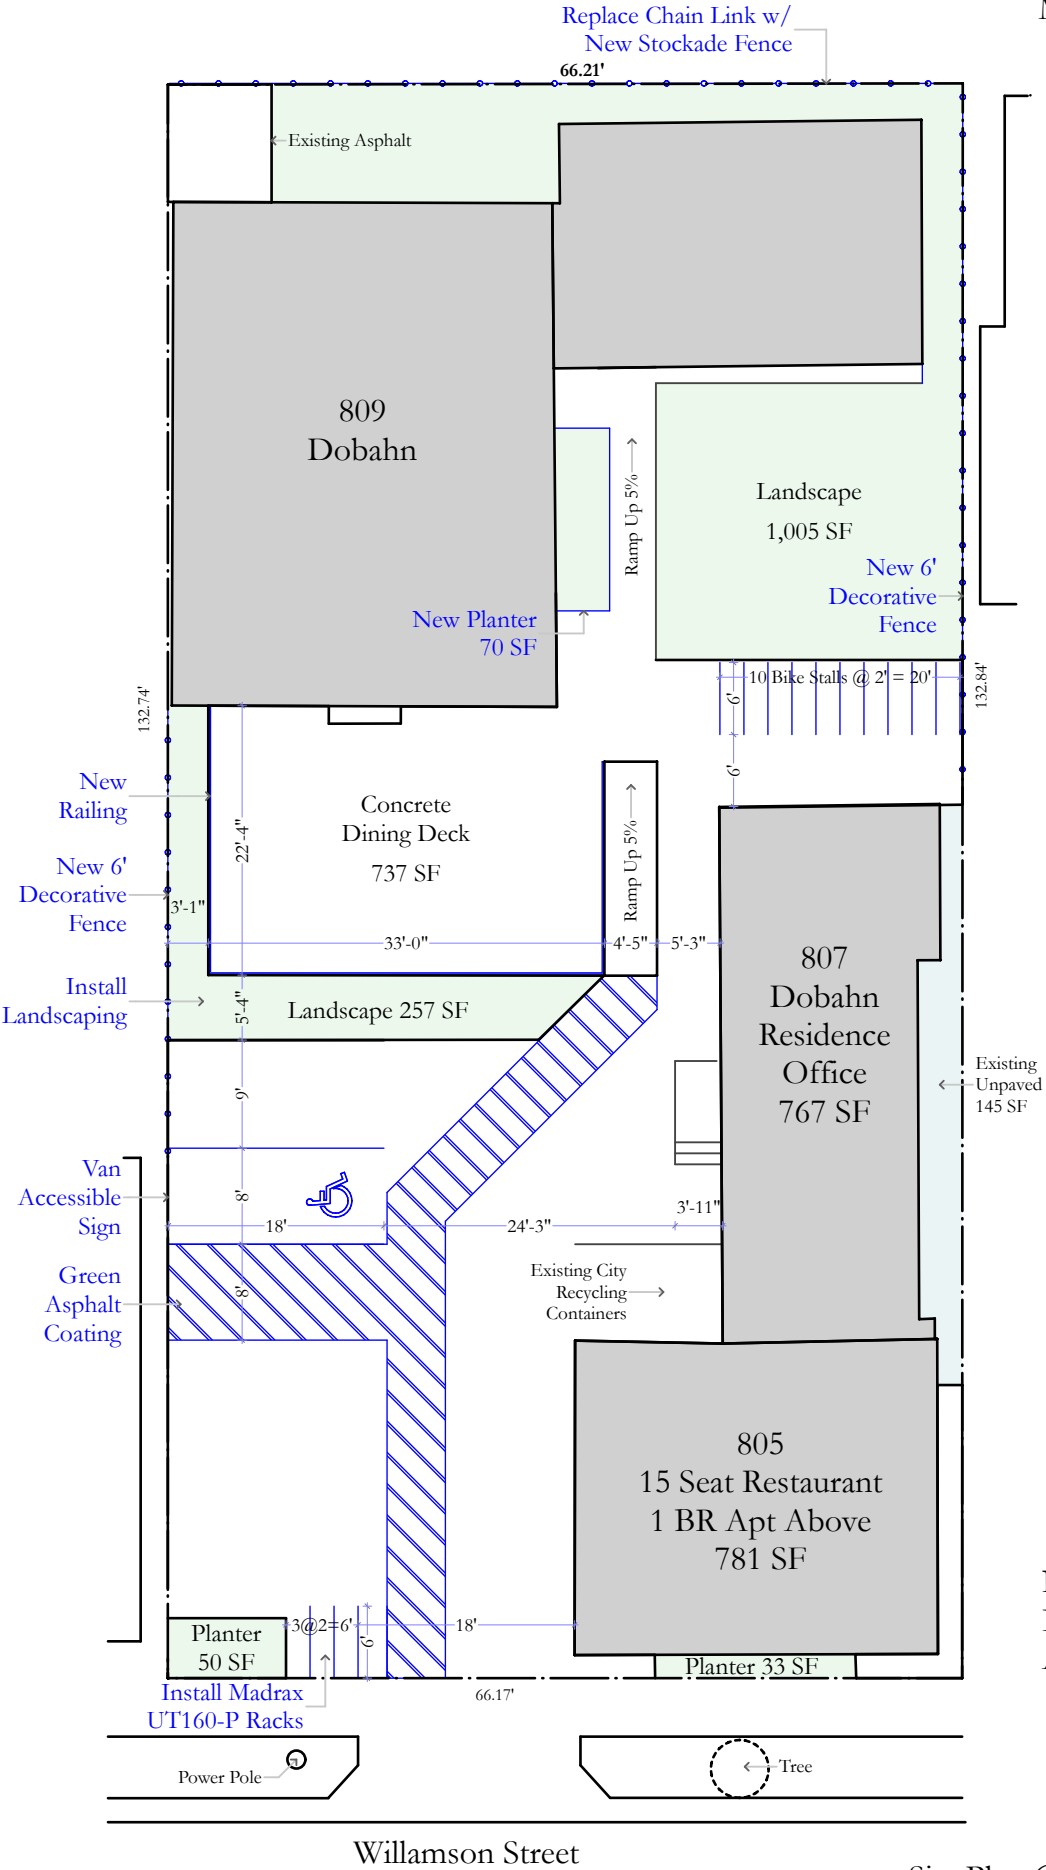 Replace Chain Link w/
New Stockade Fence
66.21'
Existing Asphalt
809
Dobahn
Ramp Up 5%
Landscape
1,005 SF
New 6'
Decorative
Fence
New Planter
70 SF
10 Bike Stalls @ 2' = 20'
6'
6'
132.74'
132.84'
New
Railing
Concrete
Dining Deck
737 SF
22'-4"
Ramp Up 5%
New 6'
Decorative
Fence
3'-1"
33'-0"
4'-5"
5'-3"
807
Dobahn
Residence
Office
767 SF
Install
Landscaping
Landscape 257 SF
5'-4"
Existing
Unpaved
145 SF
9'
Van
Accessible
Sign
8'
18'
24'-3"
3'-11"
Green
Asphalt
Coating
8'
Existing City
Recycling
Containers
805
15 Seat Restaurant
1 BR Apt Above
781 SF
Planter
50 SF
3@2=6'
6'
18'
Planter 33 SF
Install Madrax
UT160-P Racks
66.17'
Power Pole
Tree
Willamson Street